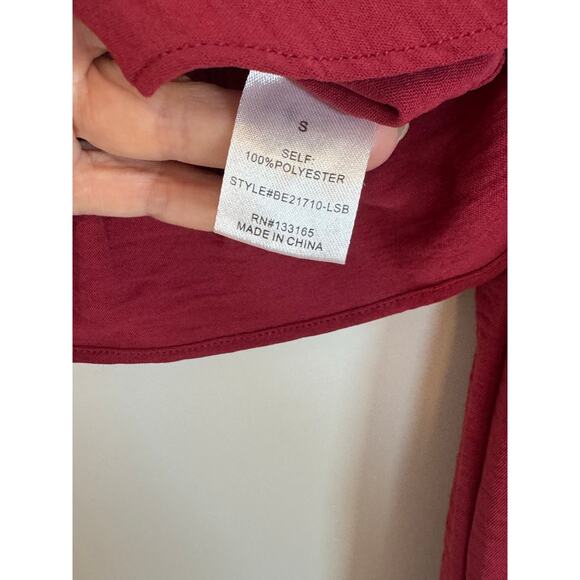 S
SELF:
100%POLYESTER
STYLE#BE21710-LSB
RN#133165
MADE IN CHINA